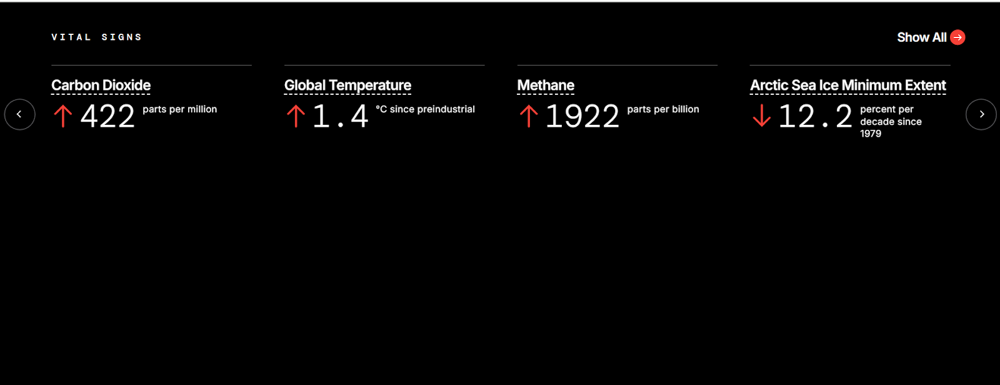 VITAL SIGNS
Show All
Carbon Dioxide
422 parts per million
Global Temperature
1.4 °C since preindustrial
Methane
1922 parts per billion
Arctic Sea Ice Minimum Extent
12.2 percent per
decade since
1979